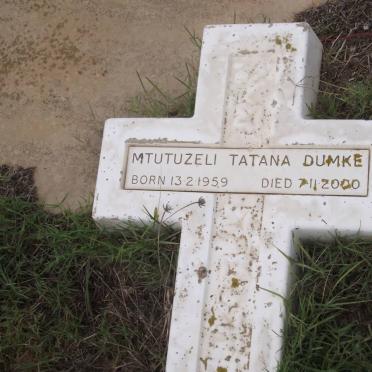 MTUTUZELI TATANA DUMKE
BORN 13.2.1959 DIED 7.11.2000